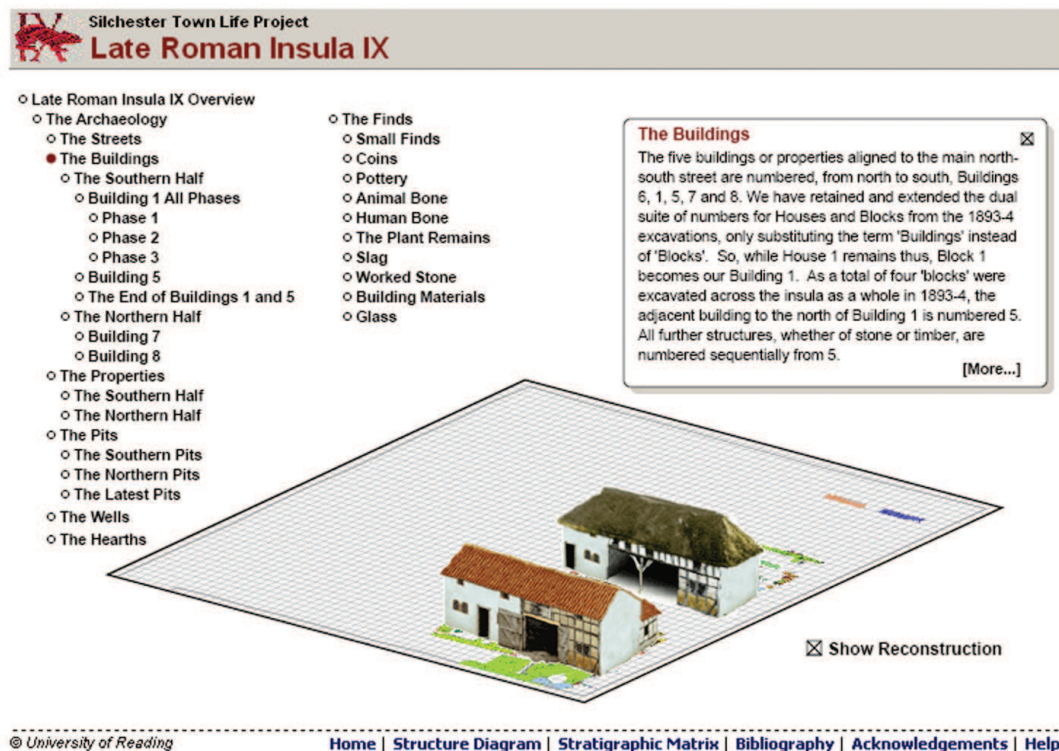 Silchester Town Life Project
Late Roman Insula IX
Late Roman Insula IX Overview
The Archaeology
The Streets
The Buildings
The Southern Half
Building 1 All Phases
Phase 1
Phase 2
Phase 3
Building 5
The End of Buildings 1 and 5
The Northern Half
Building 7
Building 8
The Properties
The Southern Half
The Northern Half
The Pits
The Southern Pits
The Northern Pits
The Latest Pits
The Wells
The Hearths
The Finds
Small Finds
Coins
Pottery
Animal Bone
Human Bone
The Plant Remains
Slag
Worked Stone
Building Materials
Glass
The Buildings
The five buildings or properties aligned to the main north-
south street are numbered, from north to south, Buildings
6, 1, 5, 7 and 8. We have retained and extended the dual
suite of numbers for Houses and Blocks from the 1893-4
excavations, only substituting the term 'Buildings' instead
of 'Blocks'. So, while House 1 remains thus, Block 1
becomes our Building 1. As a total of four 'blocks' were
excavated across the insula as a whole in 1893-4, the
adjacent building to the north of Building 1 is numbered 5.
All further structures, whether of stone or timber, are
numbered sequentially from 5.
[More...]
Show Reconstruction
© University of Reading
Home | Structure Diagram | Stratigraphic Matrix | Bibliography | Acknowledgements | Help